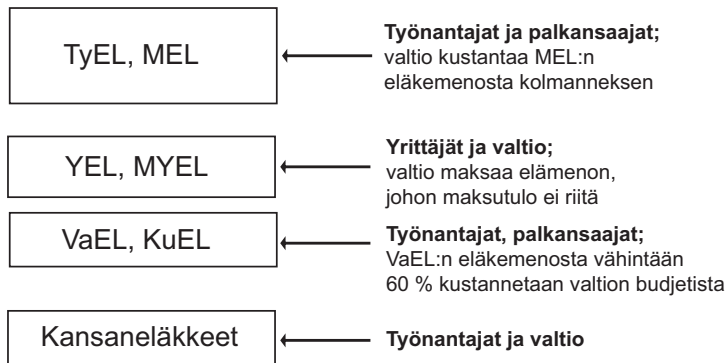 TyEL, MEL
Työnantajat ja palkansaajat;
valtio kustantaa MEL:n
eläkemenosta kolmanneksen
YEL, MYEL
Yrittäjät ja valtio;
valtio maksaa elämenon,
johon maksutulo ei riitä
VaEL, KuEL
Työnantajat, palkansaajat;
VaEL:n eläkemenosta vähintään
60 % kustannetaan valtion budjetista
Kansaneläkkeet
Työnantajat ja valtio